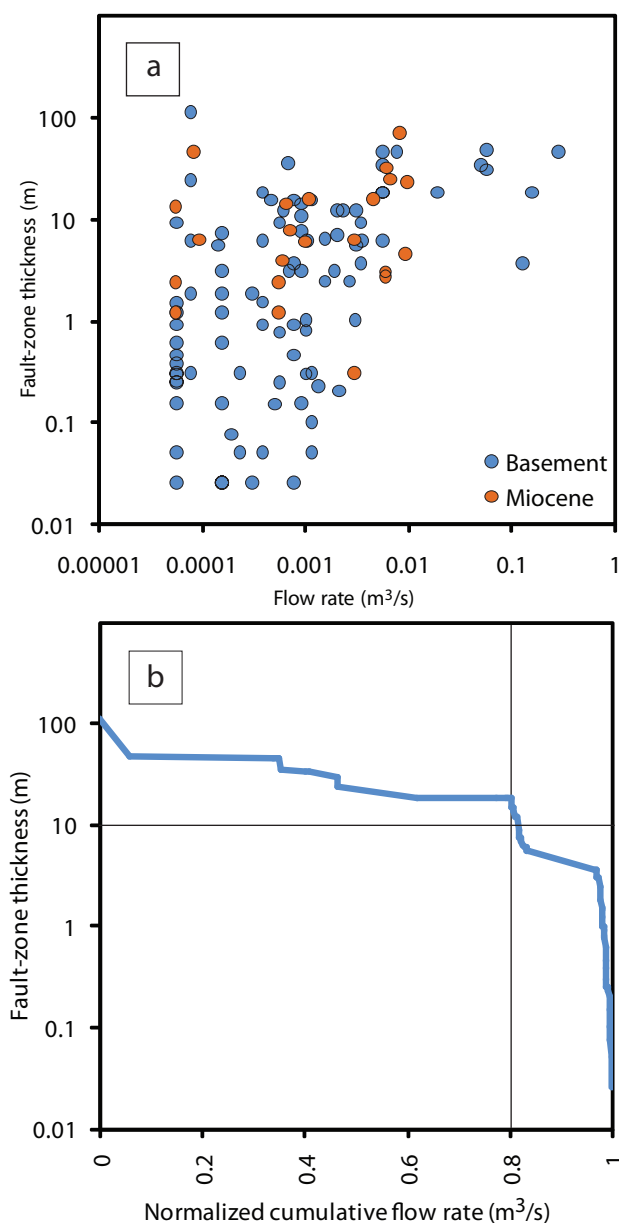 a
Fault-zone thickness (m)
100
10
1
0.1
0.01
Basement
Miocene
0.00001 0.0001 0.001 0.01 0.1 1
Flow rate (m³/s)
b
Fault-zone thickness (m)
100
10
1
0.1
0.01
0 0.2 0.4 0.6 0.8 1
Normalized cumulative flow rate (m³/s)